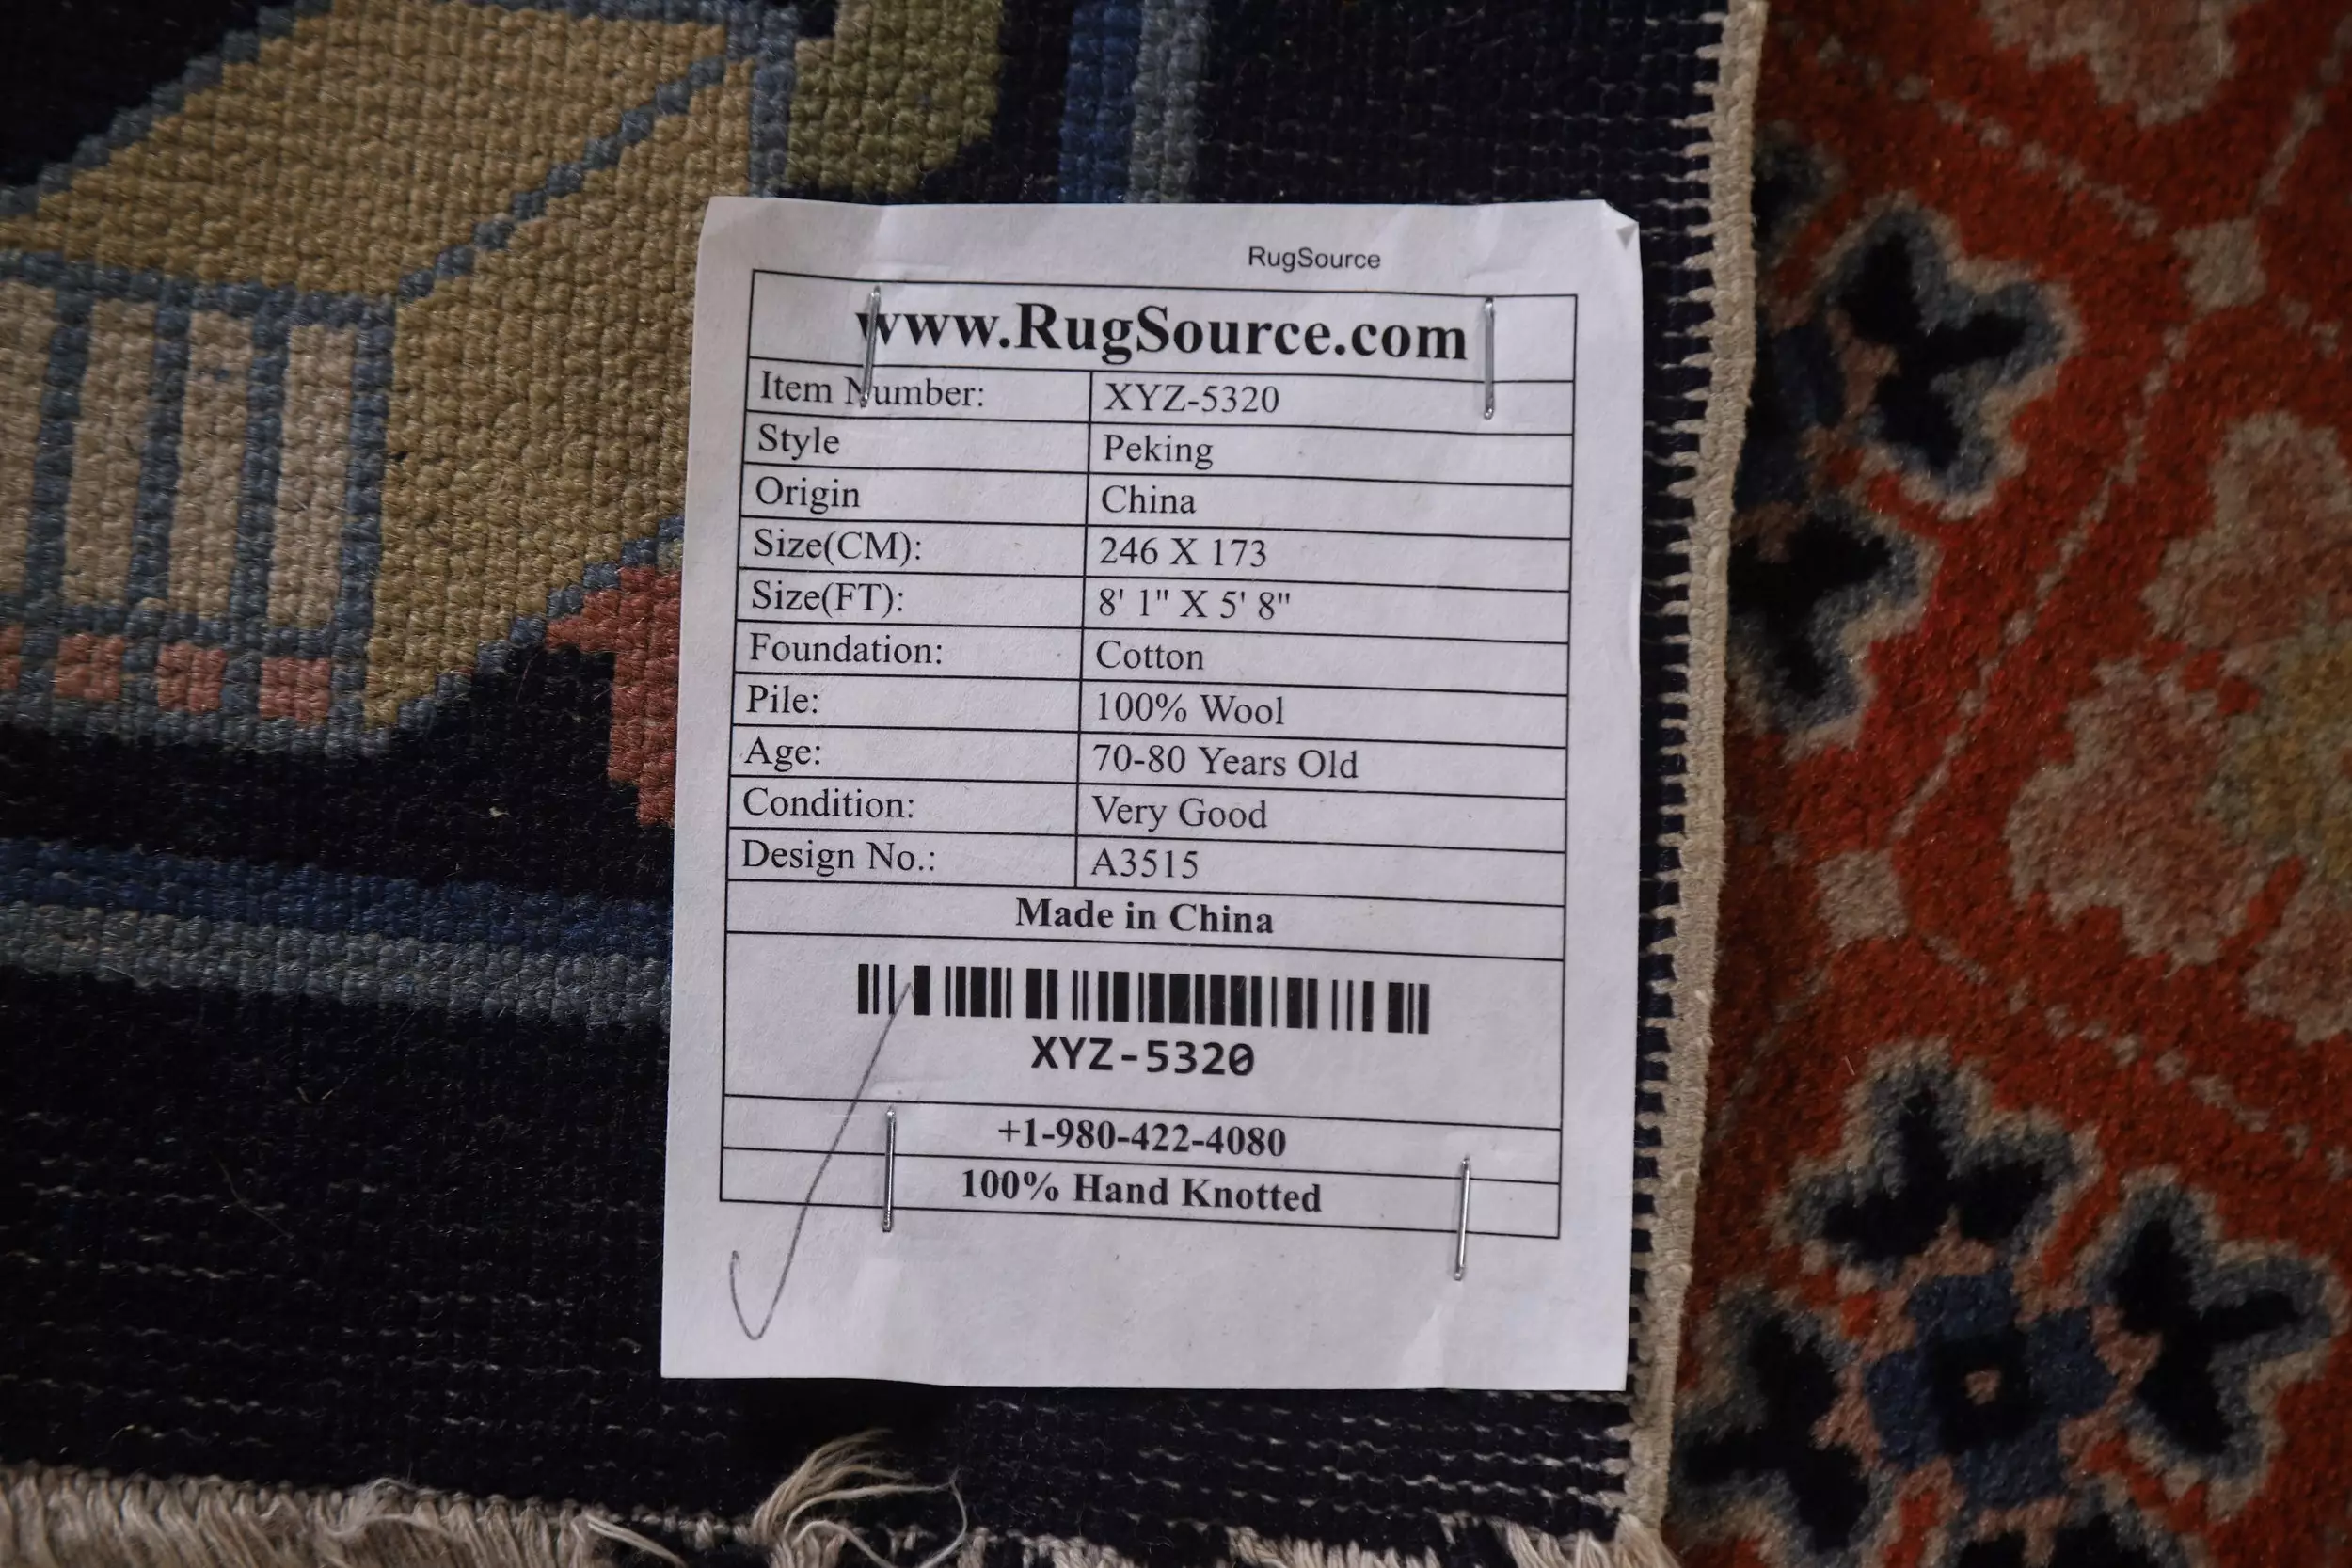 RugSource
www.RugSource.com
Item Number: XYZ-5320
Style Peking
Origin China
Size(CM): 246 X 173
Size(FT): 8' 1" X 5' 8"
Foundation: Cotton
Pile: 100% Wool
Age: 70-80 Years Old
Condition: Very Good
Design No.: A3515
Made in China
XYZ-5320
+1-980-422-4080
100% Hand Knotted